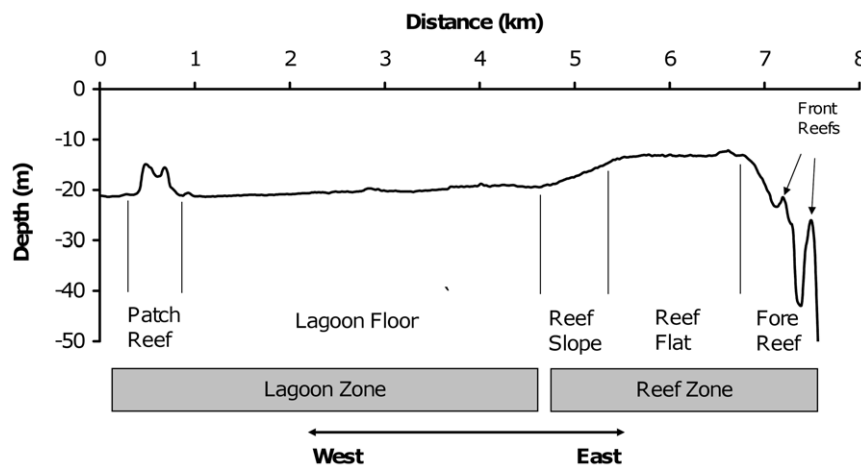 Distance (km)
0 1 2 3 4 5 6 7 8
0
-10
-20
-30
-40
-50
Depth (m)
Front
Reefs
Patch
Reef
Lagoon Floor
Reef
Slope
Reef
Flat
Fore
Reef
Lagoon Zone
Reef Zone
West
East